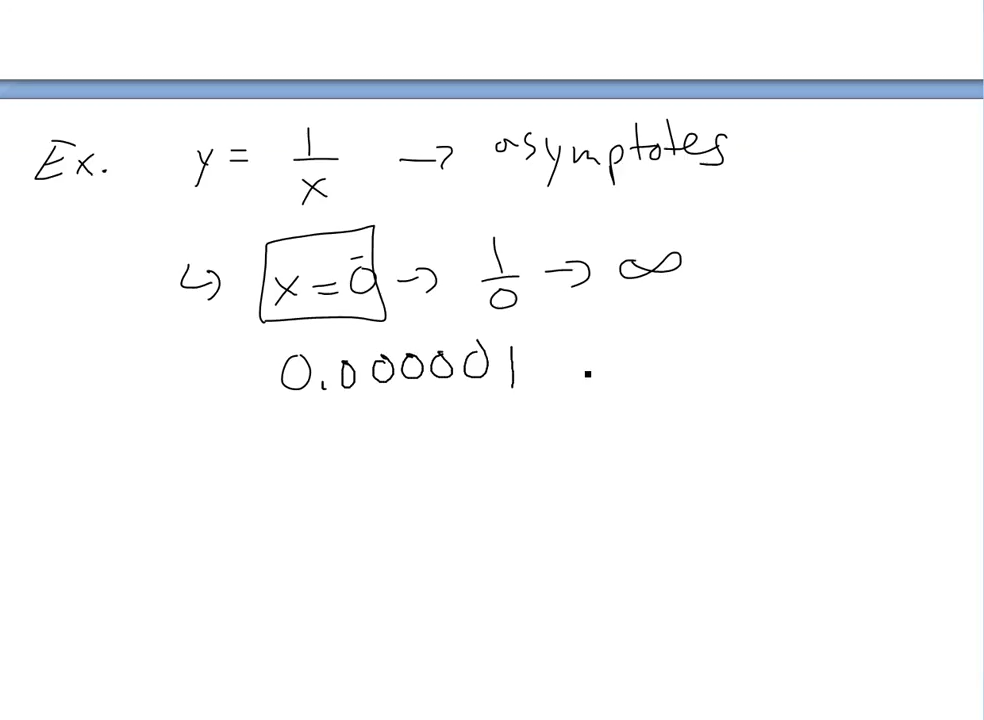 Ex. y = 1/x → asymptotes
↳ x = 0 → 1/0 → ∞
0.000001 .